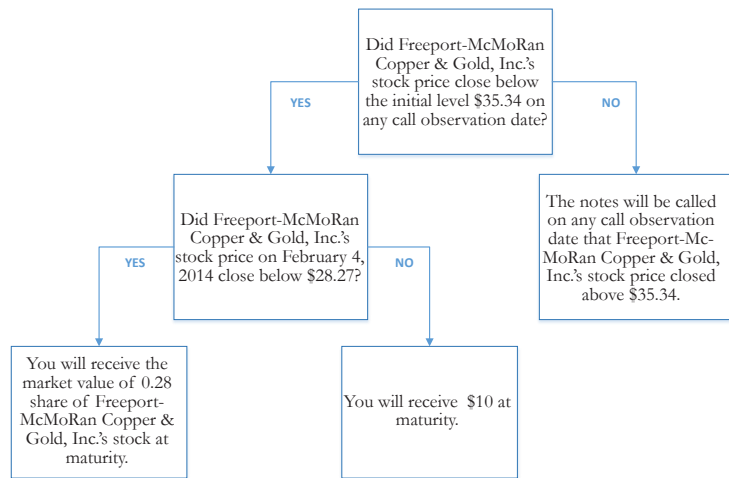 Did Freeport-McMoRan
Copper & Gold, Inc.'s
stock price close below
the initial level $35.34 on
any call observation date?
YES
NO
Did Freeport-McMoRan
Copper & Gold, Inc.'s
stock price on February 4,
2014 close below $28.27?
The notes will be called
on any call observation
date that Freeport-Mc-
MoRan Copper & Gold,
Inc.'s stock price closed
above $35.34.
YES
NO
You will receive the
market value of 0.28
share of Freeport-
McMoRan Copper &
Gold, Inc.'s stock at
maturity.
You will receive $10 at
maturity.